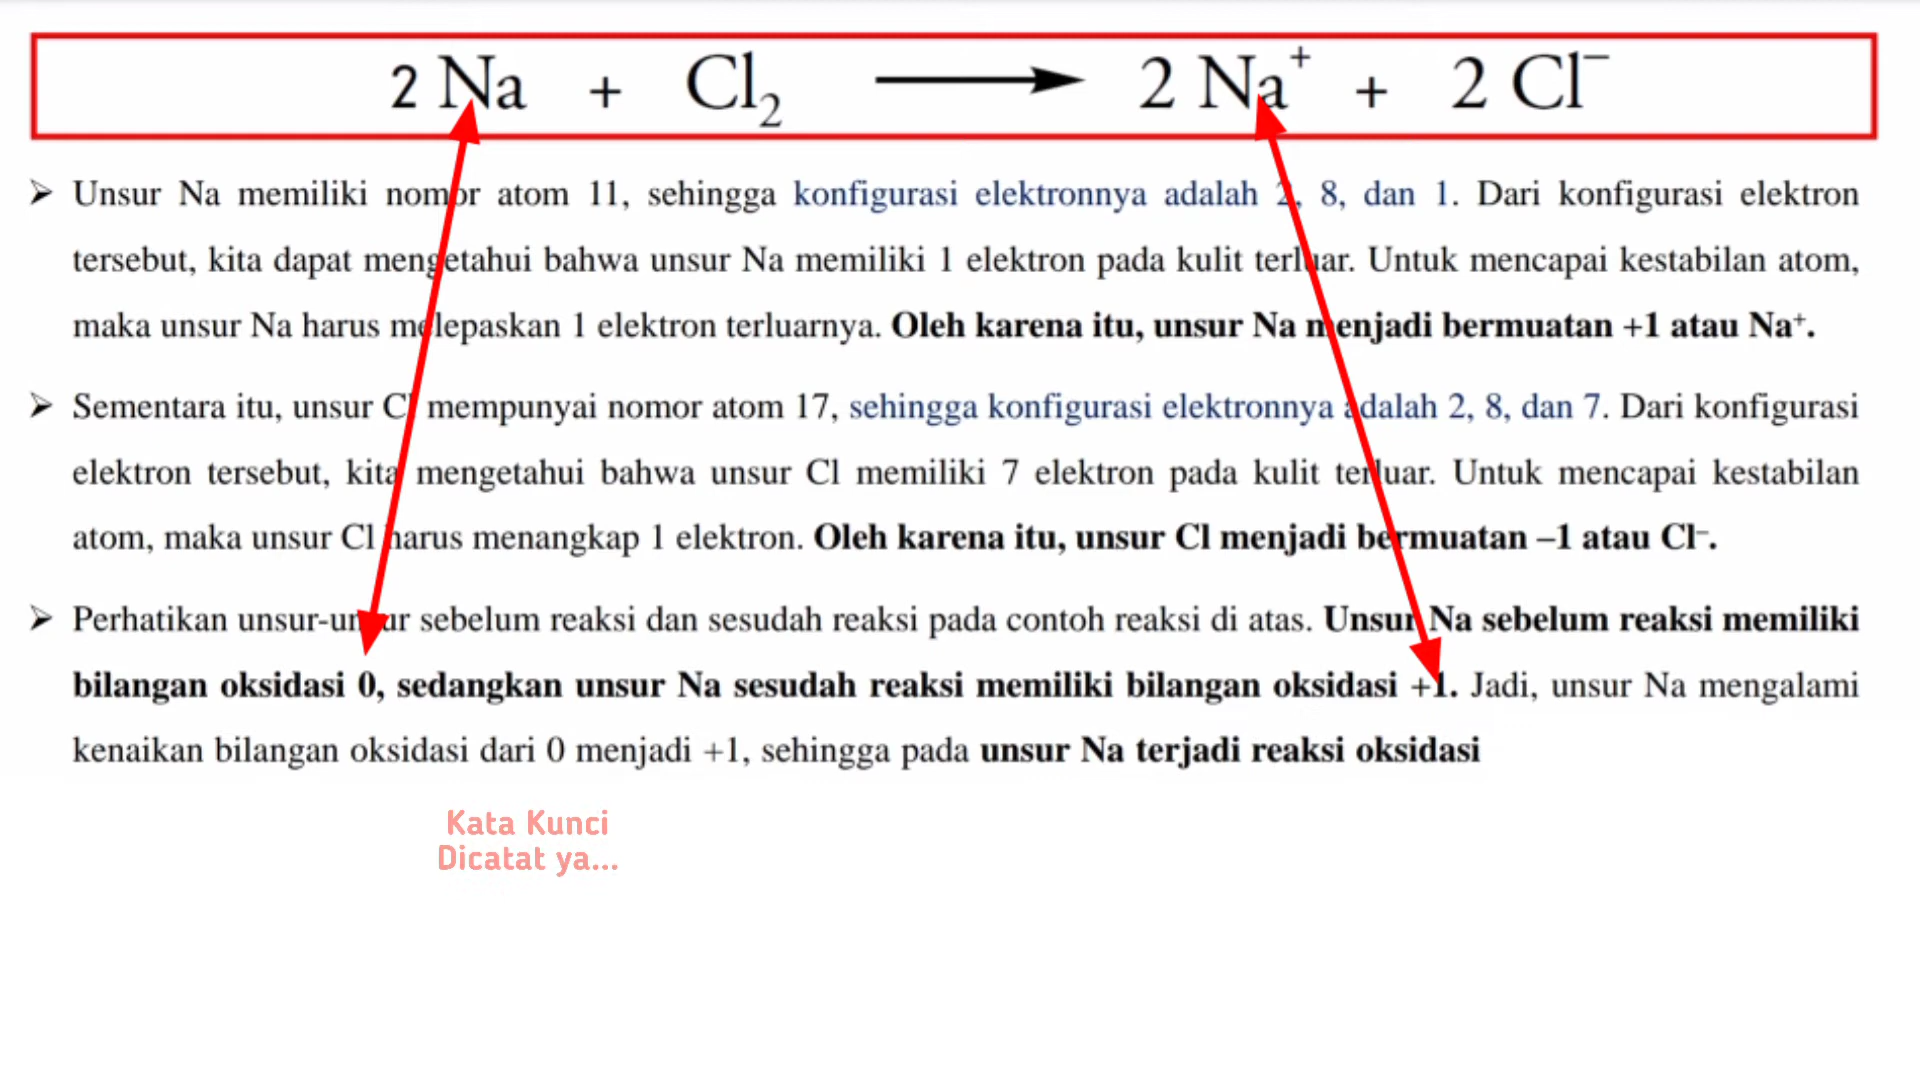 2 Na + Cl₂ ⟶ 2 Na⁺ + 2 Cl⁻
➢ Unsur Na memiliki nomor atom 11, sehingga konfigurasi elektronnya adalah 2, 8, dan 1. Dari konfigurasi elektron
tersebut, kita dapat mengetahui bahwa unsur Na memiliki 1 elektron pada kulit terluar. Untuk mencapai kestabilan atom,
maka unsur Na harus melepaskan 1 elektron terluarnya. Oleh karena itu, unsur Na menjadi bermuatan +1 atau Na⁺.
➢ Sementara itu, unsur Cl mempunyai nomor atom 17, sehingga konfigurasi elektronnya adalah 2, 8, dan 7. Dari konfigurasi
elektron tersebut, kita mengetahui bahwa unsur Cl memiliki 7 elektron pada kulit terluar. Untuk mencapai kestabilan
atom, maka unsur Cl harus menangkap 1 elektron. Oleh karena itu, unsur Cl menjadi bermuatan –1 atau Cl⁻.
➢ Perhatikan unsur-unsur sebelum reaksi dan sesudah reaksi pada contoh reaksi di atas. Unsur Na sebelum reaksi memiliki
bilangan oksidasi 0, sedangkan unsur Na sesudah reaksi memiliki bilangan oksidasi +1. Jadi, unsur Na mengalami
kenaikan bilangan oksidasi dari 0 menjadi +1, sehingga pada unsur Na terjadi reaksi oksidasi
Kata Kunci
Dicatat ya...